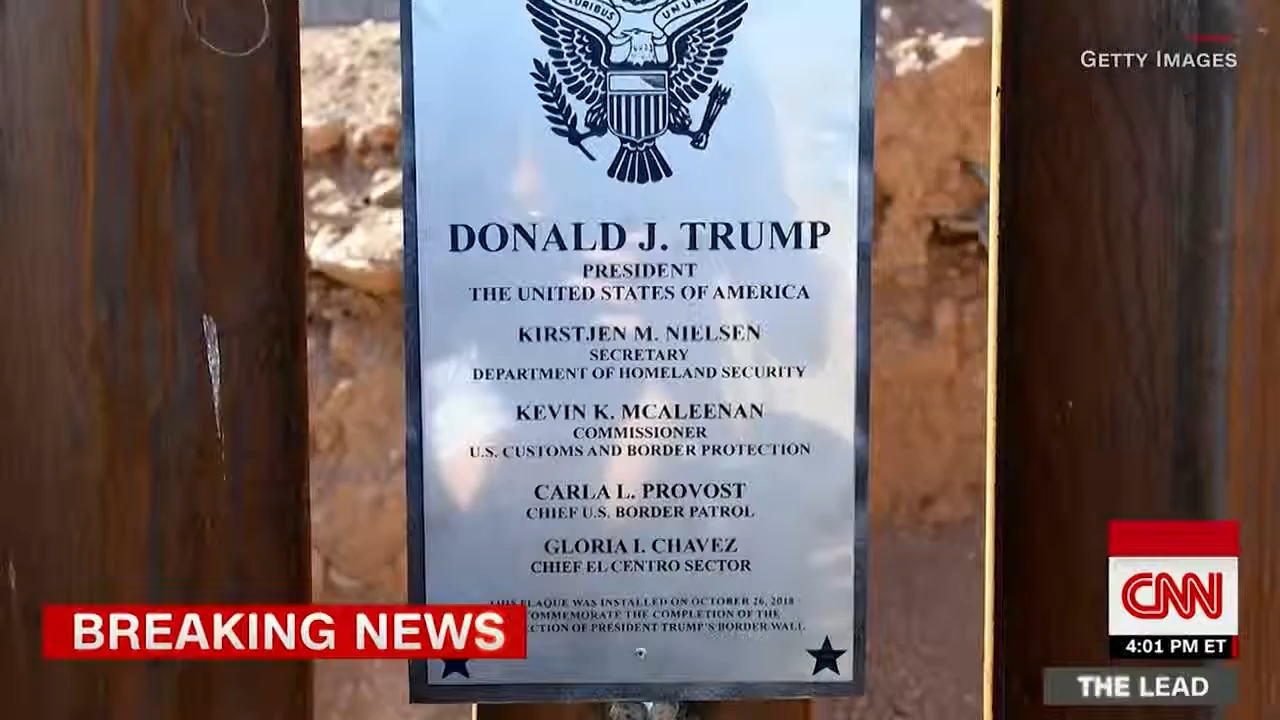 PLURIBUS UNUM
GETTY IMAGES
DONALD J. TRUMP
PRESIDENT
THE UNITED STATES OF AMERICA
KIRSTJEN M. NIELSEN
SECRETARY
DEPARTMENT OF HOMELAND SECURITY
KEVIN K. MCALEENAN
COMMISSIONER
U.S. CUSTOMS AND BORDER PROTECTION
CARLA L. PROVOST
CHIEF U.S. BORDER PATROL
GLORIA I. CHAVEZ
CHIEF EL CENTRO SECTOR
THIS PLAQUE WAS INSTALLED ON OCTOBER 26, 2018
COMMEMORATE THE COMPLETION OF THE
OF PRESIDENT TRUMP'S BORDER WALL
BREAKING NEWS
CNN
4:01 PM ET
THE LEAD